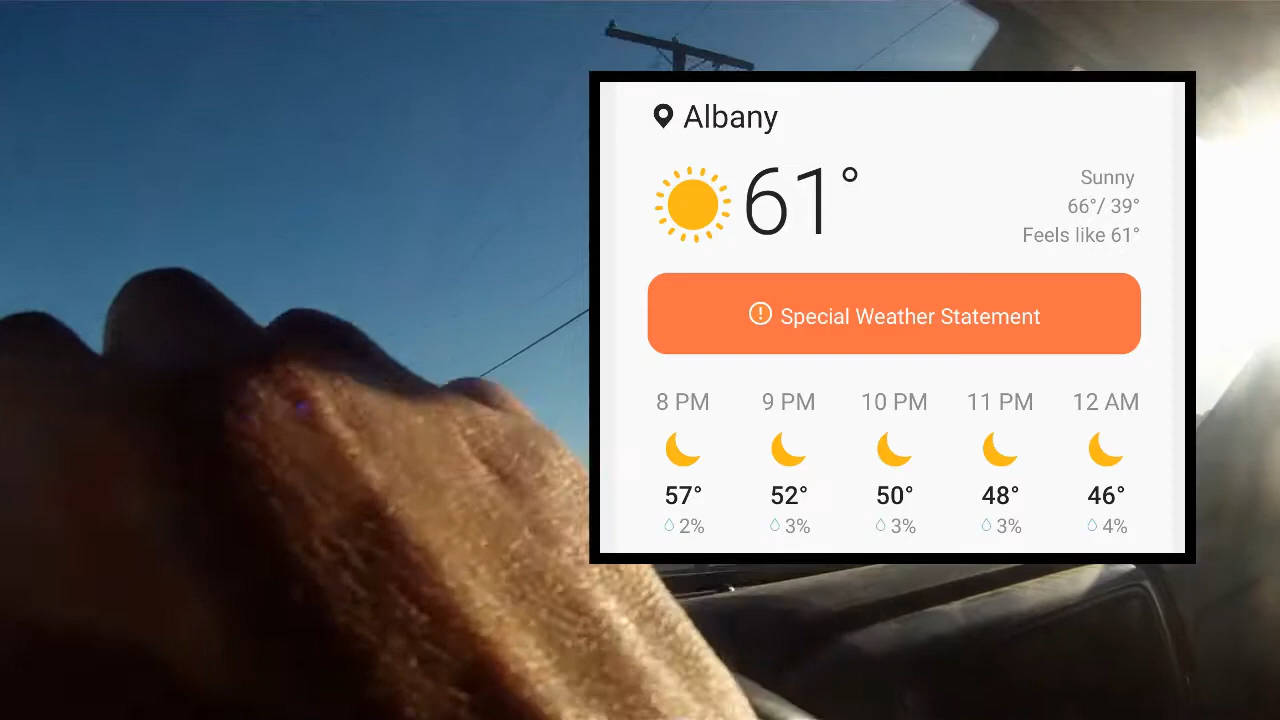 Albany
61°
Sunny
66°/ 39°
Feels like 61°
Special Weather Statement
8 PM 9 PM 10 PM 11 PM 12 AM
57° 52° 50° 48° 46°
2% 3% 3% 3% 4%